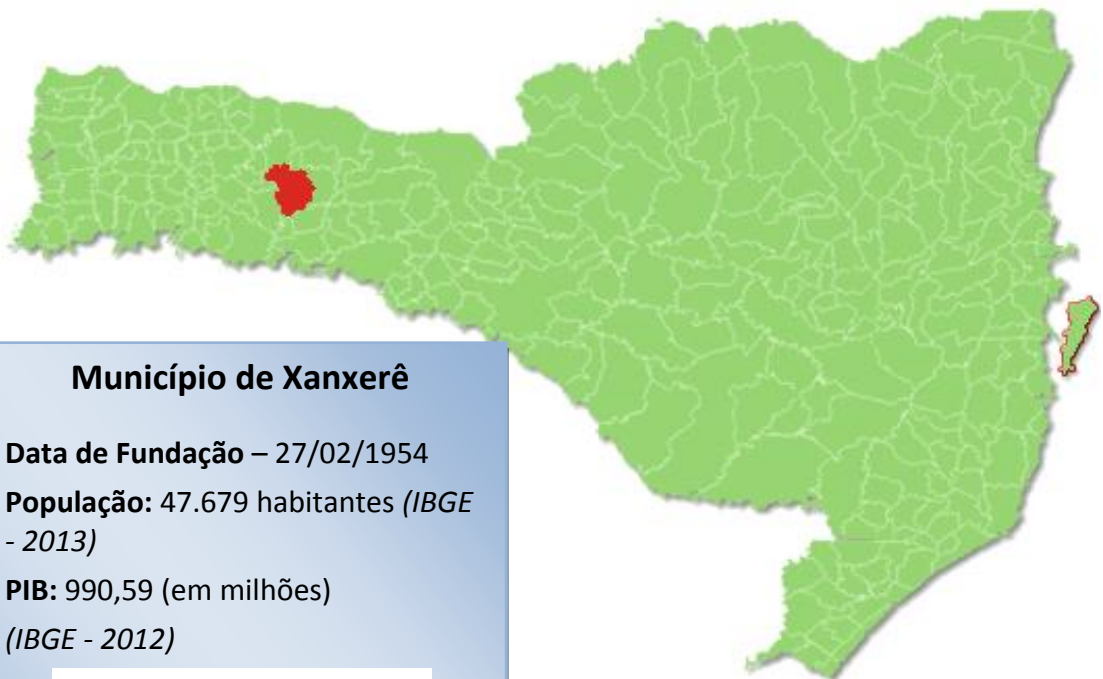 Município de Xanxerê
Data de Fundação – 27/02/1954
População: 47.679 habitantes (IBGE
- 2013)
PIB: 990,59 (em milhões)
(IBGE - 2012)